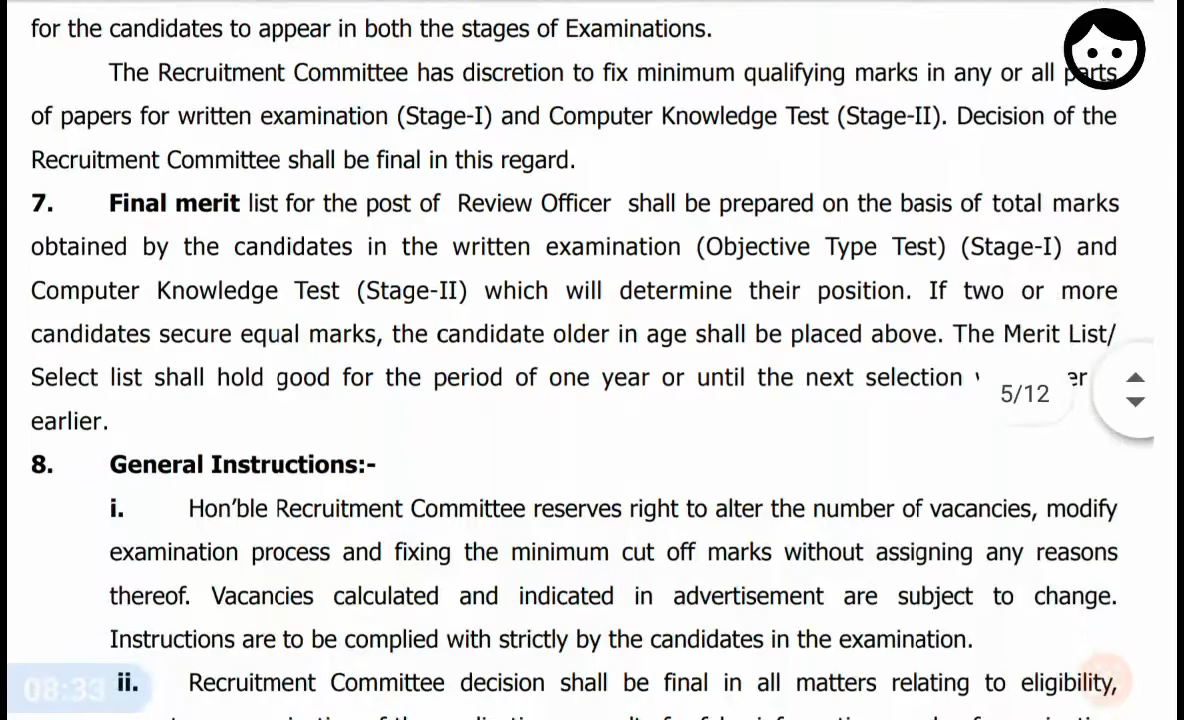 for the candidates to appear in both the stages of Examinations.
The Recruitment Committee has discretion to fix minimum qualifying marks in any or all parts
of papers for written examination (Stage-I) and Computer Knowledge Test (Stage-II). Decision of the
Recruitment Committee shall be final in this regard.
7. Final merit list for the post of Review Officer shall be prepared on the basis of total marks
obtained by the candidates in the written examination (Objective Type Test) (Stage-I) and
Computer Knowledge Test (Stage-II) which will determine their position. If two or more
candidates secure equal marks, the candidate older in age shall be placed above. The Merit List/
Select list shall hold good for the period of one year or until the next selection
5/12
earlier.
8. General Instructions:-
i. Hon’ble Recruitment Committee reserves right to alter the number of vacancies, modify
examination process and fixing the minimum cut off marks without assigning any reasons
thereof. Vacancies calculated and indicated in advertisement are subject to change.
Instructions are to be complied with strictly by the candidates in the examination.
08:33
ii. Recruitment Committee decision shall be final in all matters relating to eligibility,